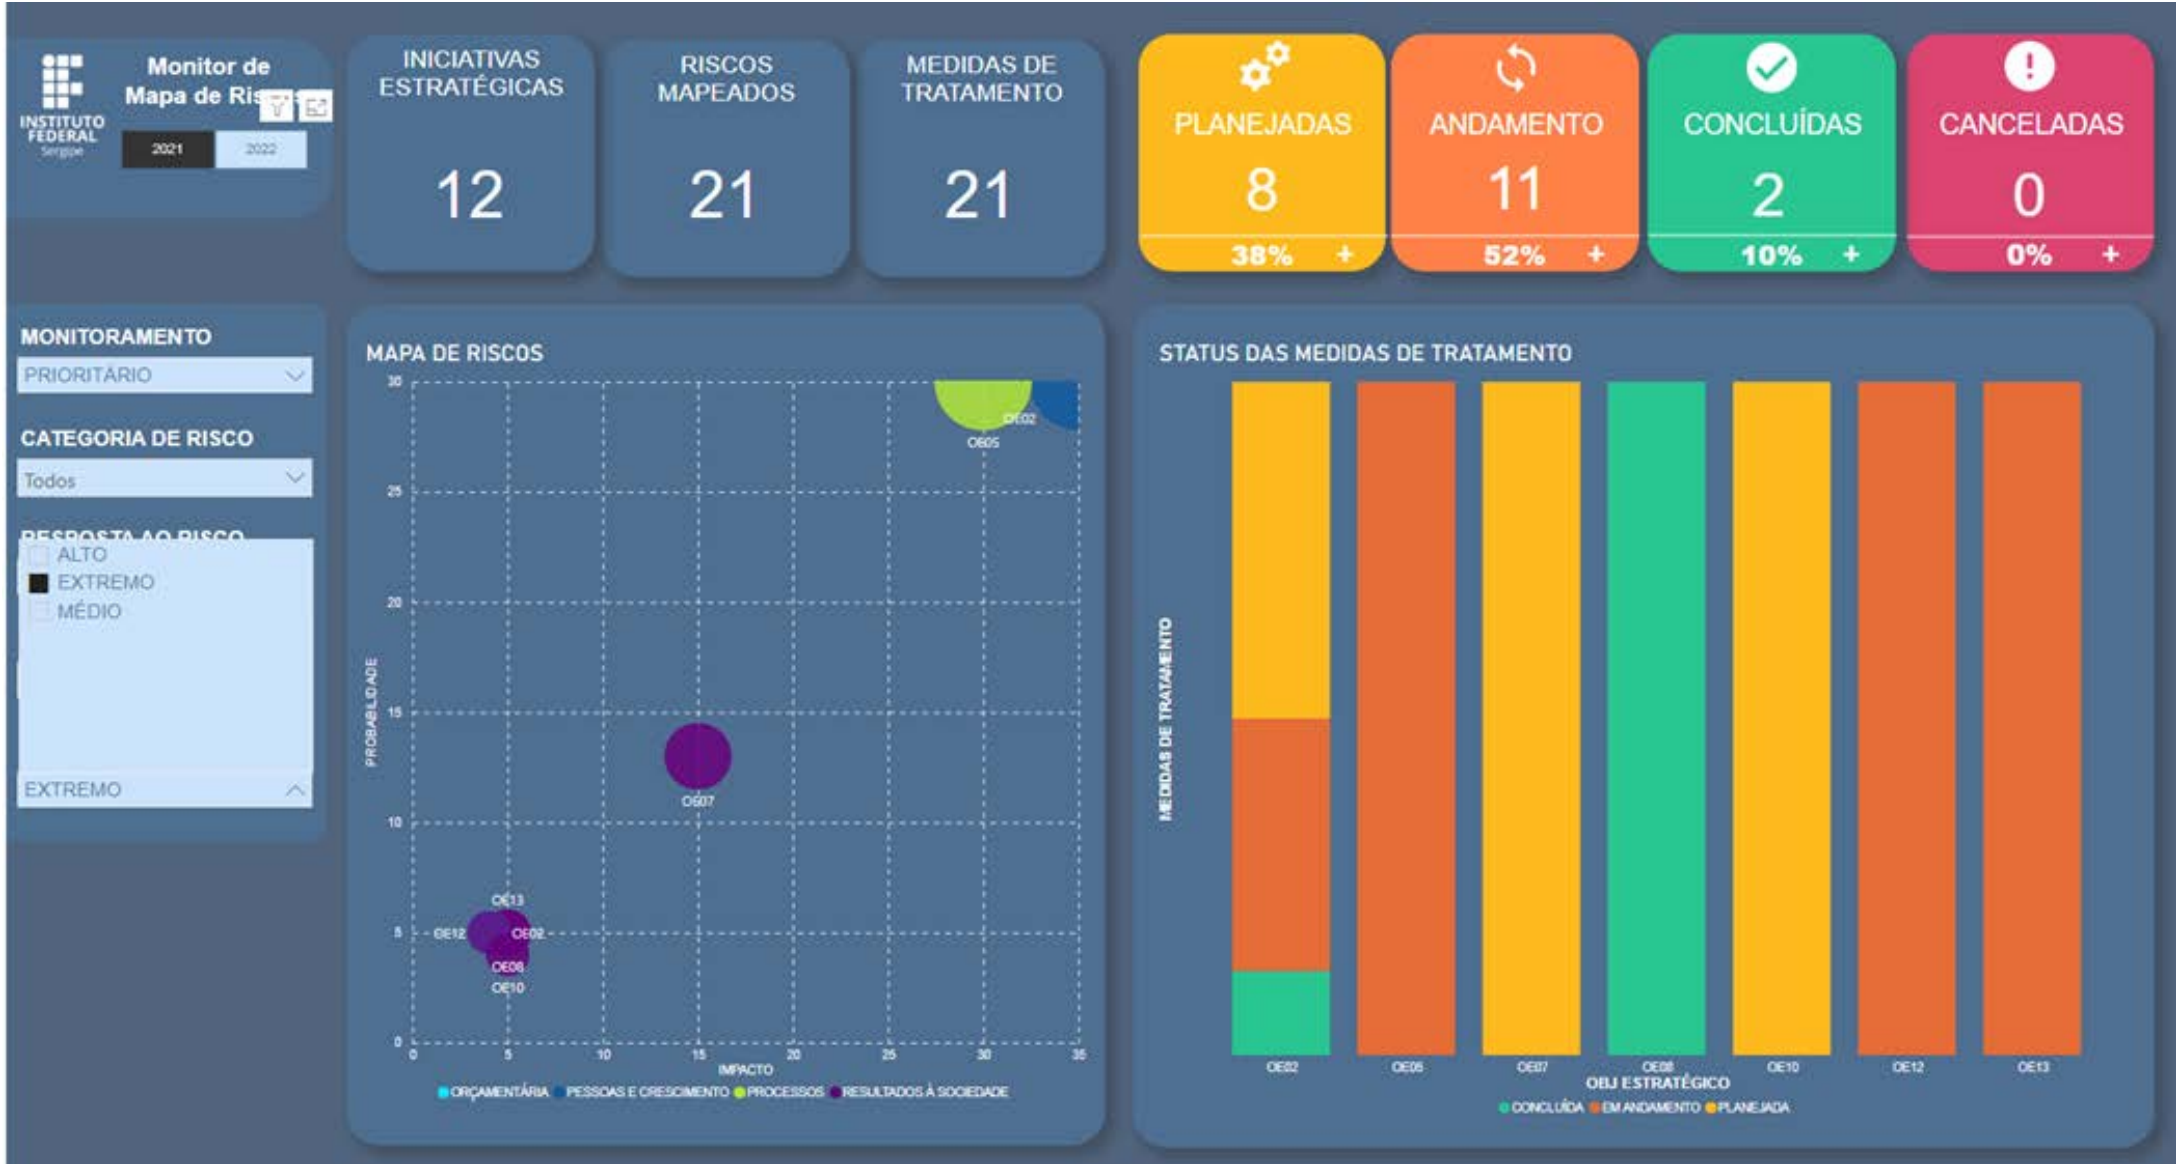 Monitor de
Mapa de Ris
INSTITUTO
FEDERAL
Sergipe
2021
2022
INICIATIVAS
ESTRATÉGICAS
12
RISCOS
MAPEADOS
21
MEDIDAS DE
TRATAMENTO
21
PLANEJADAS
8
38% +
ANDAMENTO
11
52% +
CONCLUÍDAS
2
10% +
CANCELADAS
0
0% +
MONITORAMENTO
PRIORITÁRIO
CATEGORIA DE RISCO
Todos
RESPOSTA AO RISCO
ALTO
EXTREMO
MÉDIO
EXTREMO
MAPA DE RISCOS
PROBABILIDADE
30
25
20
15
10
5
0
OE02
OE05
OE07
OE13
OE12
OE02
OE08
OE10
0 5 10 15 20 25 30 35
IMPACTO
ORÇAMENTÁRIA PESSOAS E CRESCIMENTO PROCESSOS RESULTADOS À SOCIEDADE
STATUS DAS MEDIDAS DE TRATAMENTO
MEDIDAS DE TRATAMENTO
OE02 OE05 OE07 OE08 OE10 OE12 OE13
OBJ ESTRATÉGICO
CONCLUÍDA EM ANDAMENTO PLANEJADA